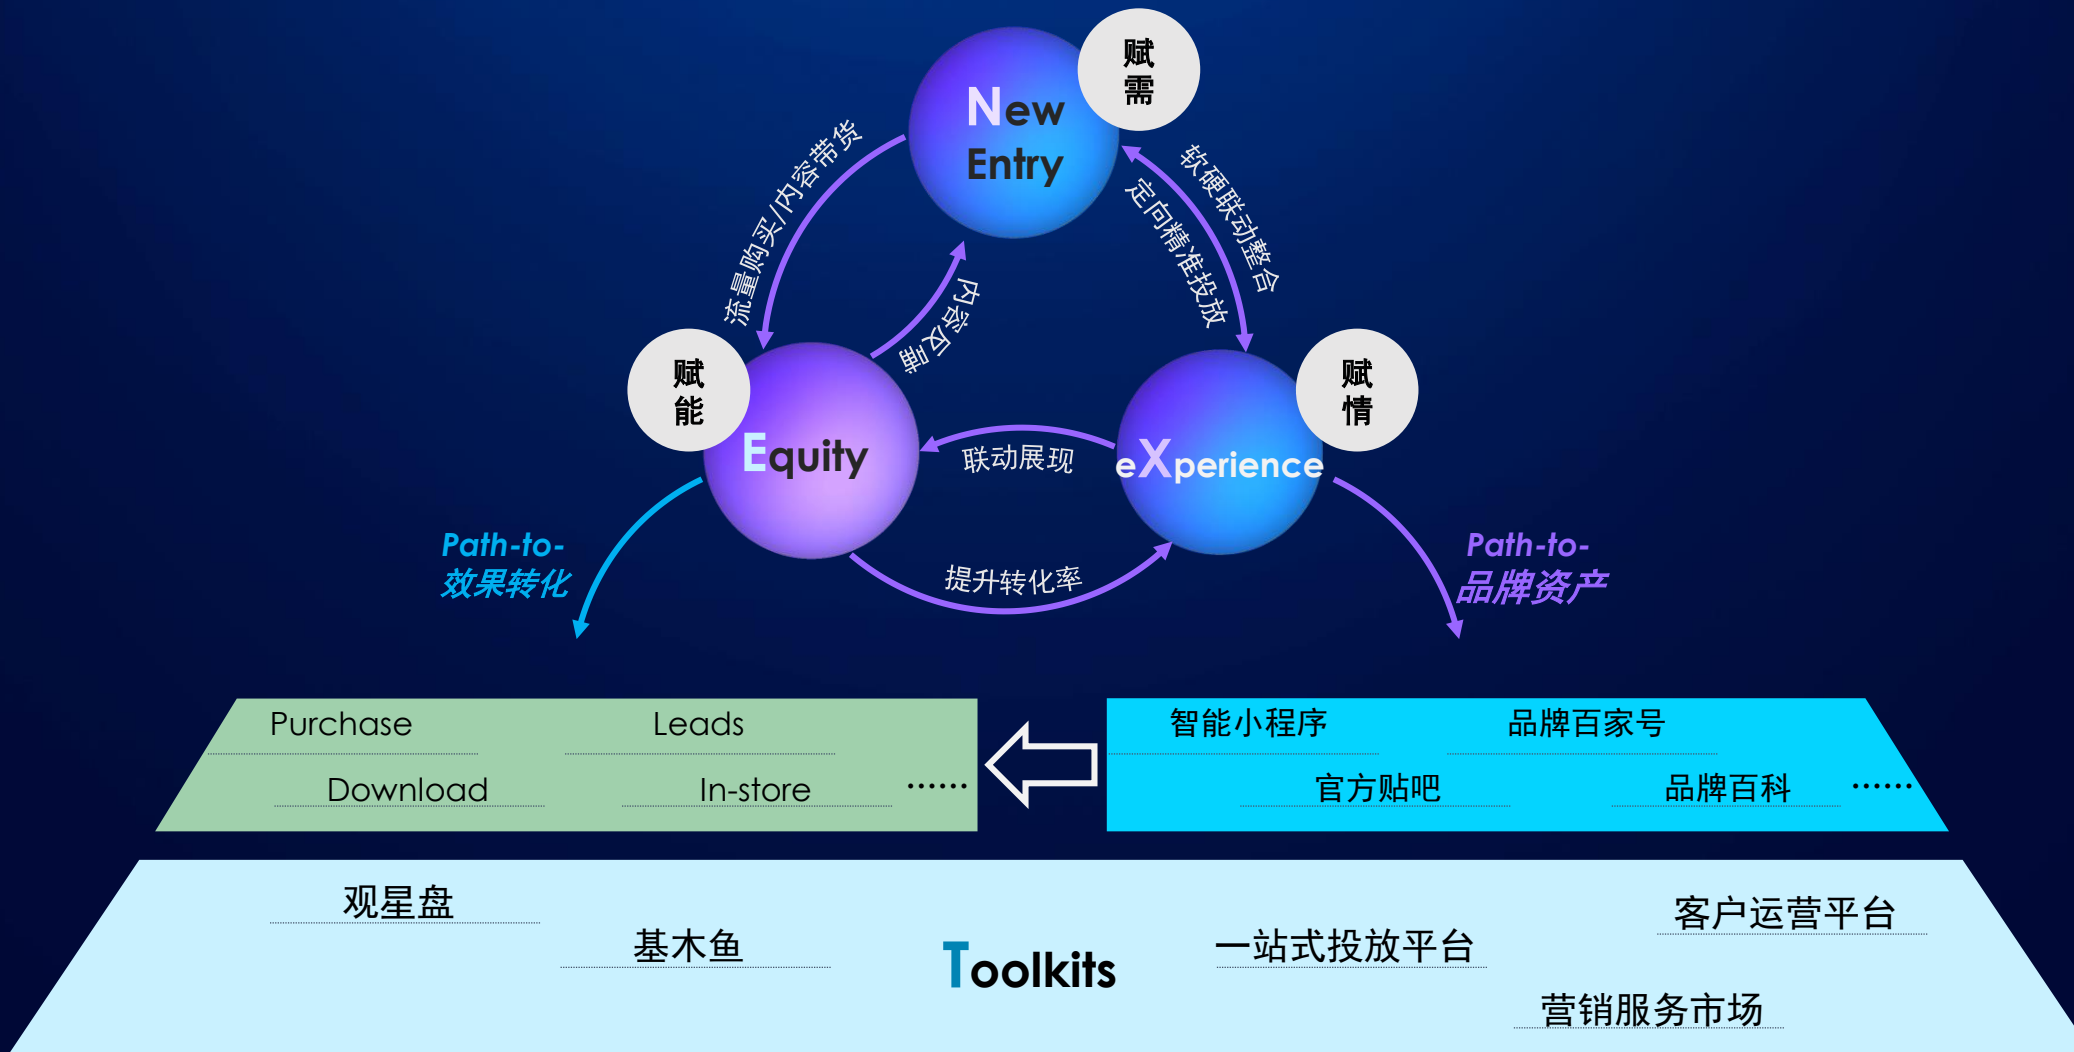 赋
需
New
Entry
流量购买/内容带货
软硬联动整合
定向精准投放
内容反哺
赋
能
赋
情
Equity
联动展现
eXperience
提升转化率
Path-to-
效果转化
Path-to-
品牌资产
Purchase
Leads
Download
In-store
......
智能小程序
品牌百家号
官方贴吧
品牌百科
......
观星盘
基木鱼
Toolkits
一站式投放平台
客户运营平台
营销服务市场